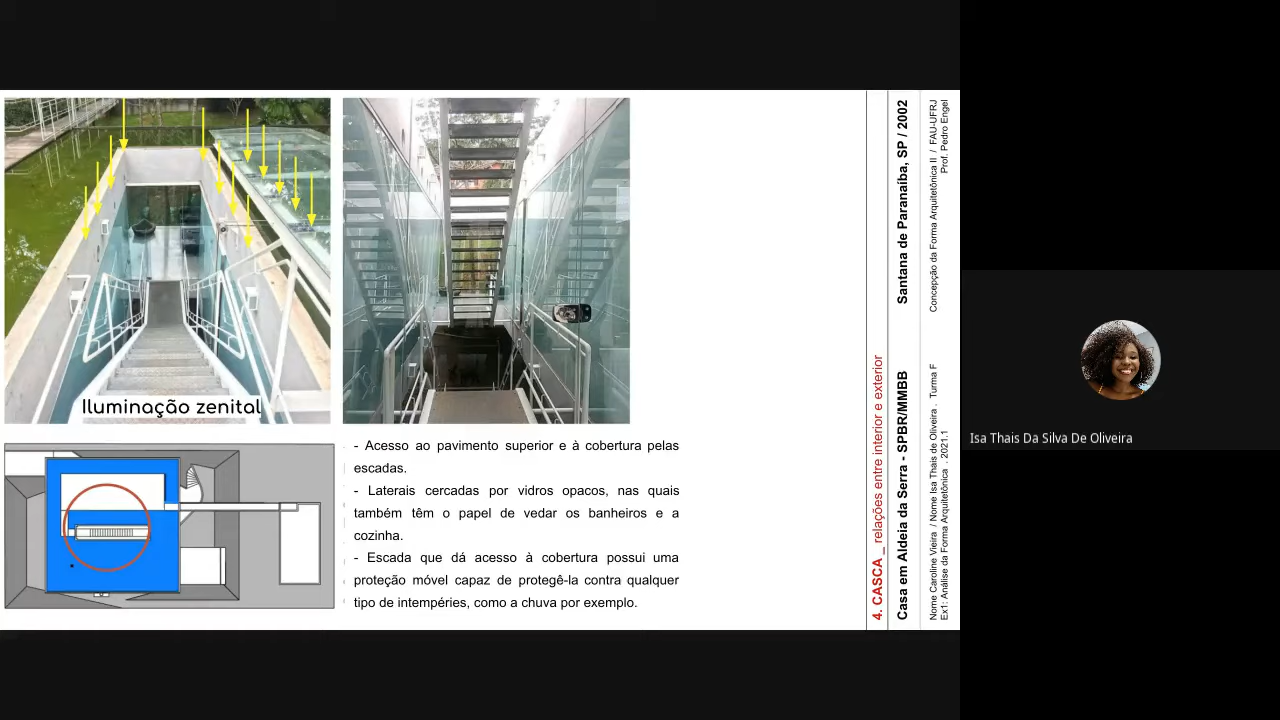 Iluminação zenital
- Acesso ao pavimento superior e à cobertura pelas
escadas.
- Laterais cercadas por vidros opacos, nas quais
também têm o papel de vedar os banheiros e a
cozinha.
- Escada que dá acesso à cobertura possui uma
proteção móvel capaz de protegê-la contra qualquer
tipo de intempéries, como a chuva por exemplo.
4. CASCA _ relações entre interior e exterior
Casa em Aldeia da Serra - SPBR/MMBB
Santana de Paranaíba, SP / 2002
Nome Caroline Vieira / Nome Isa Thais de Oliveira . Turma F
Ex1: Análise da Forma Arquitetônica . 2021.1
Concepção da Forma Arquitetônica II / FAU-UFRJ
Prof. Pedro Engel
Isa Thais Da Silva De Oliveira